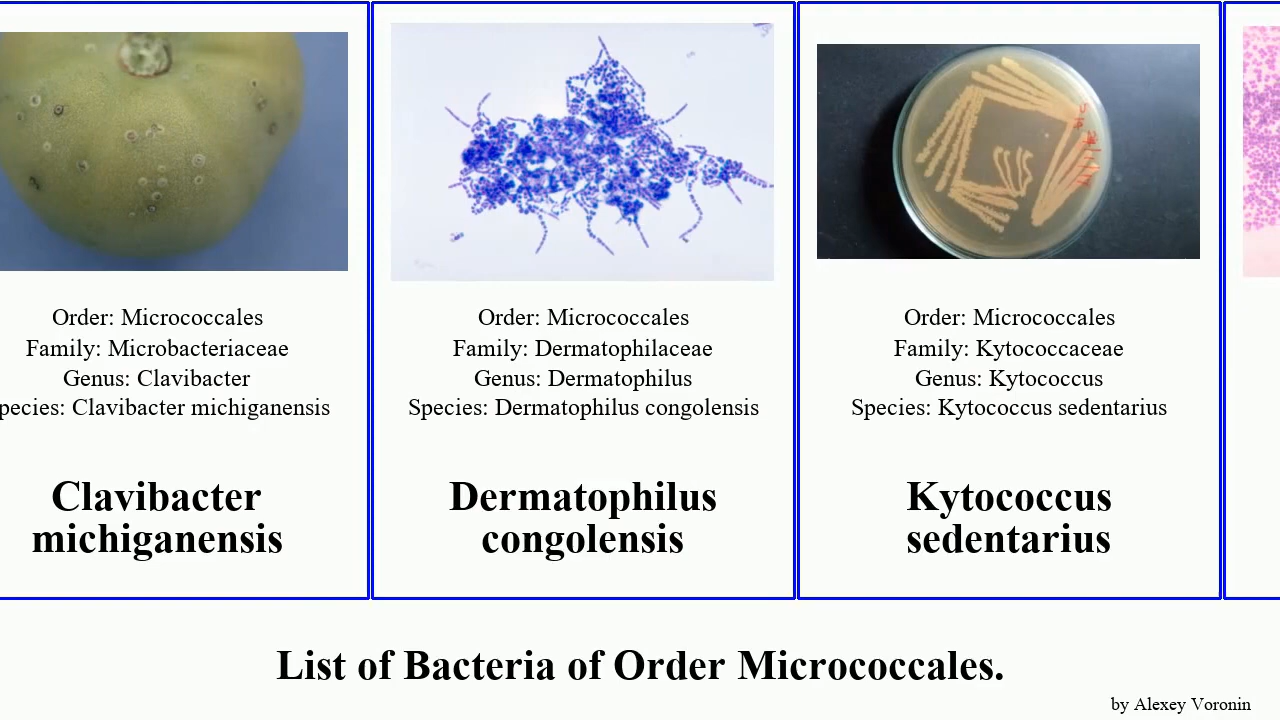 Order: Micrococcales
Family: Microbacteriaceae
Genus: Clavibacter
pecies: Clavibacter michiganensis
Clavibacter
michiganensis
Order: Micrococcales
Family: Dermatophilaceae
Genus: Dermatophilus
Species: Dermatophilus congolensis
Dermatophilus
congolensis
Order: Micrococcales
Family: Kytococcaceae
Genus: Kytococcus
Species: Kytococcus sedentarius
Kytococcus
sedentarius
List of Bacteria of Order Micrococcales.
by Alexey Voronin